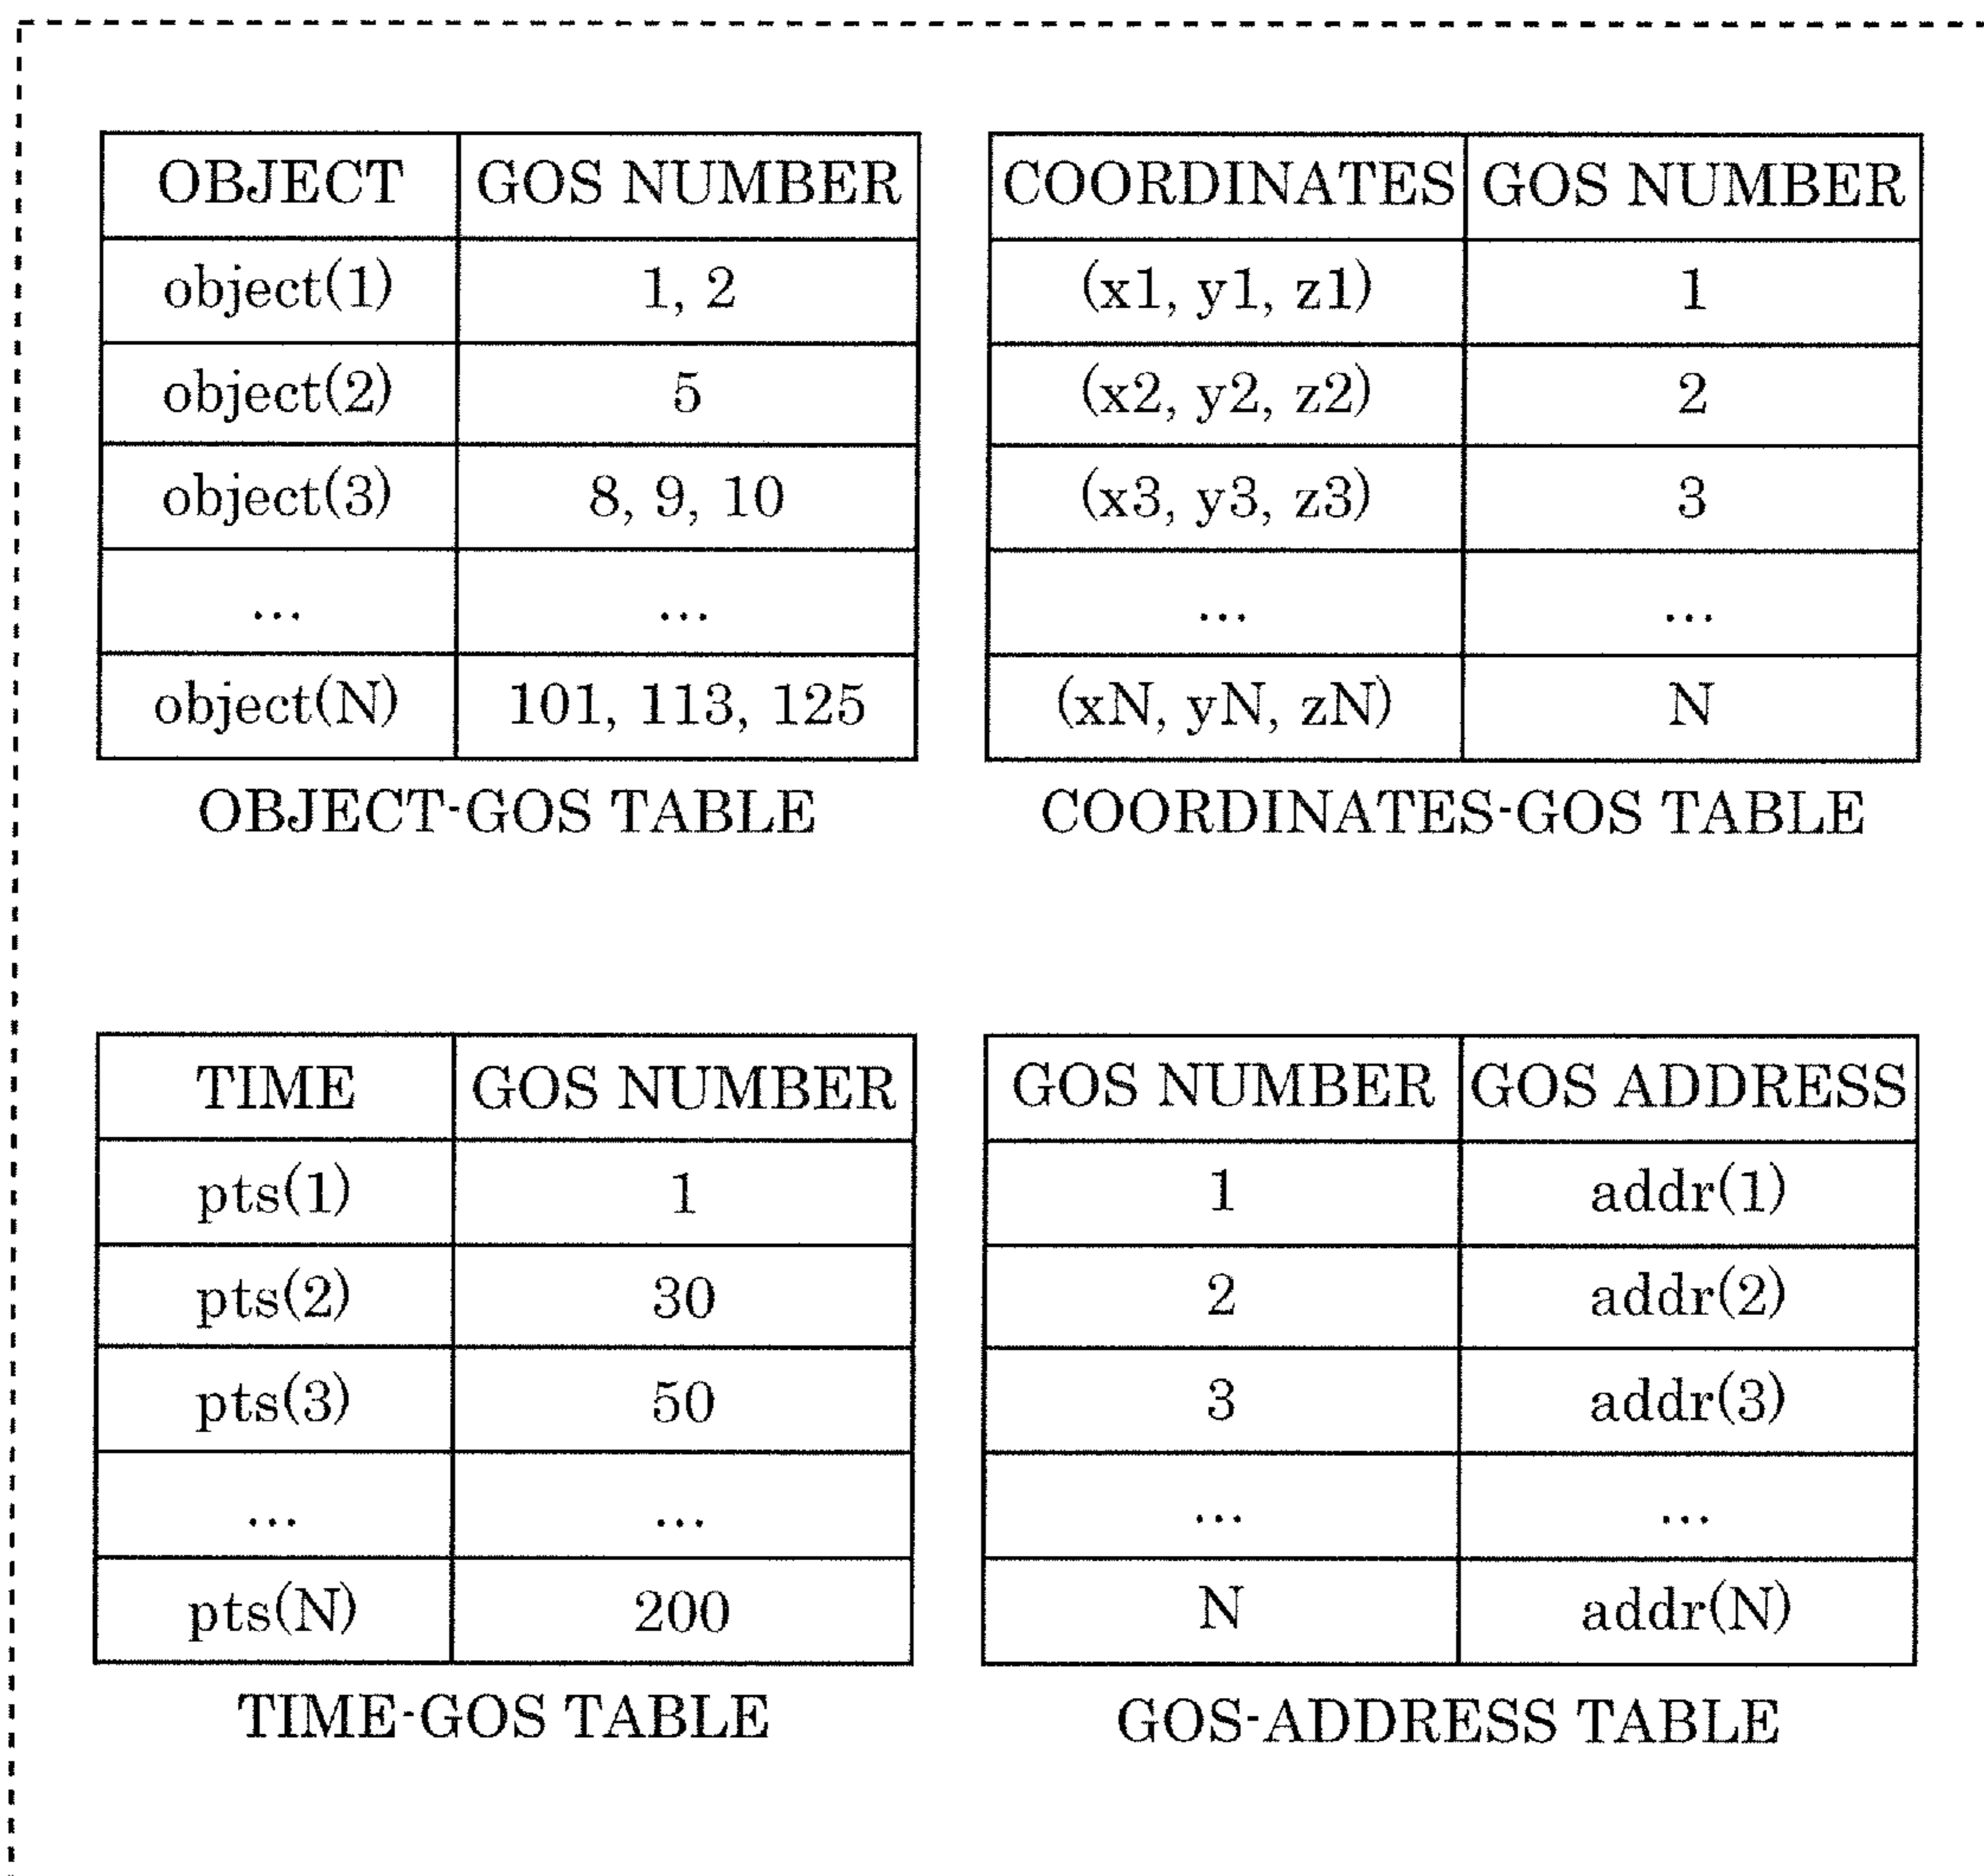 OBJECT GOS NUMBER
object(1) 1, 2
object(2) 5
object(3) 8, 9, 10
... ...
object(N) 101, 113, 125
OBJECT-GOS TABLE
COORDINATES GOS NUMBER
(x1, y1, z1) 1
(x2, y2, z2) 2
(x3, y3, z3) 3
... ...
(xN, yN, zN) N
COORDINATES-GOS TABLE
TIME GOS NUMBER
pts(1) 1
pts(2) 30
pts(3) 50
... ...
pts(N) 200
TIME-GOS TABLE
GOS NUMBER GOS ADDRESS
1 addr(1)
2 addr(2)
3 addr(3)
... ...
N addr(N)
GOS-ADDRESS TABLE